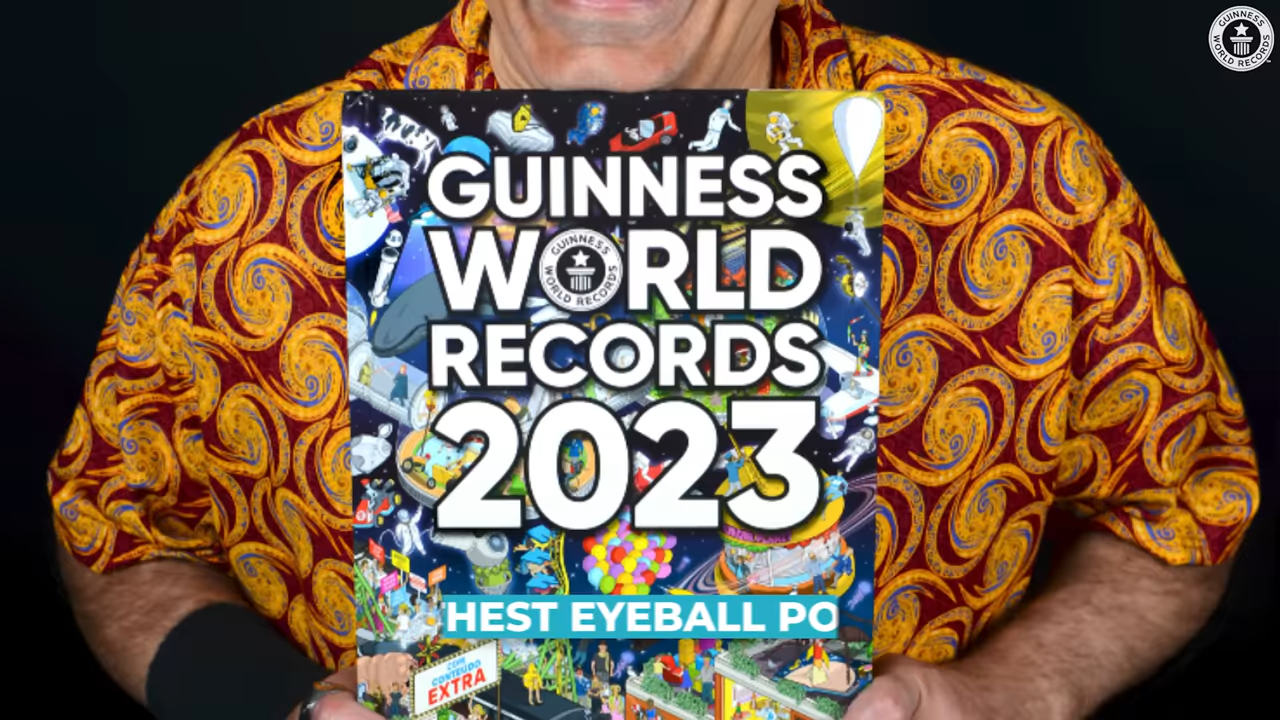 GUINNESS
WORLD RECORDS
GUINNESS
WORLD
RECORDS
2023
HEST EYEBALL PO
COM
CONTEÚDO
EXTRA